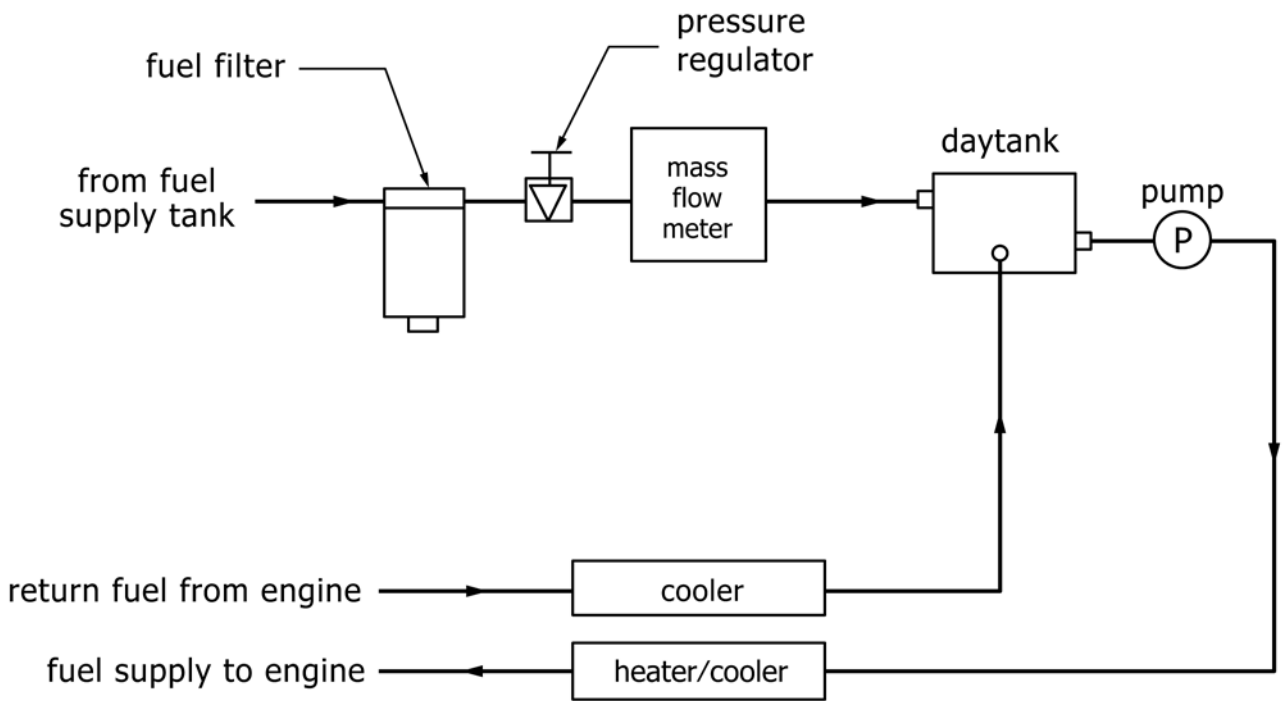 pressure
regulator
fuel filter
from fuel
supply tank
mass
flow
meter
daytank
pump
P
return fuel from engine
cooler
fuel supply to engine
heater/cooler